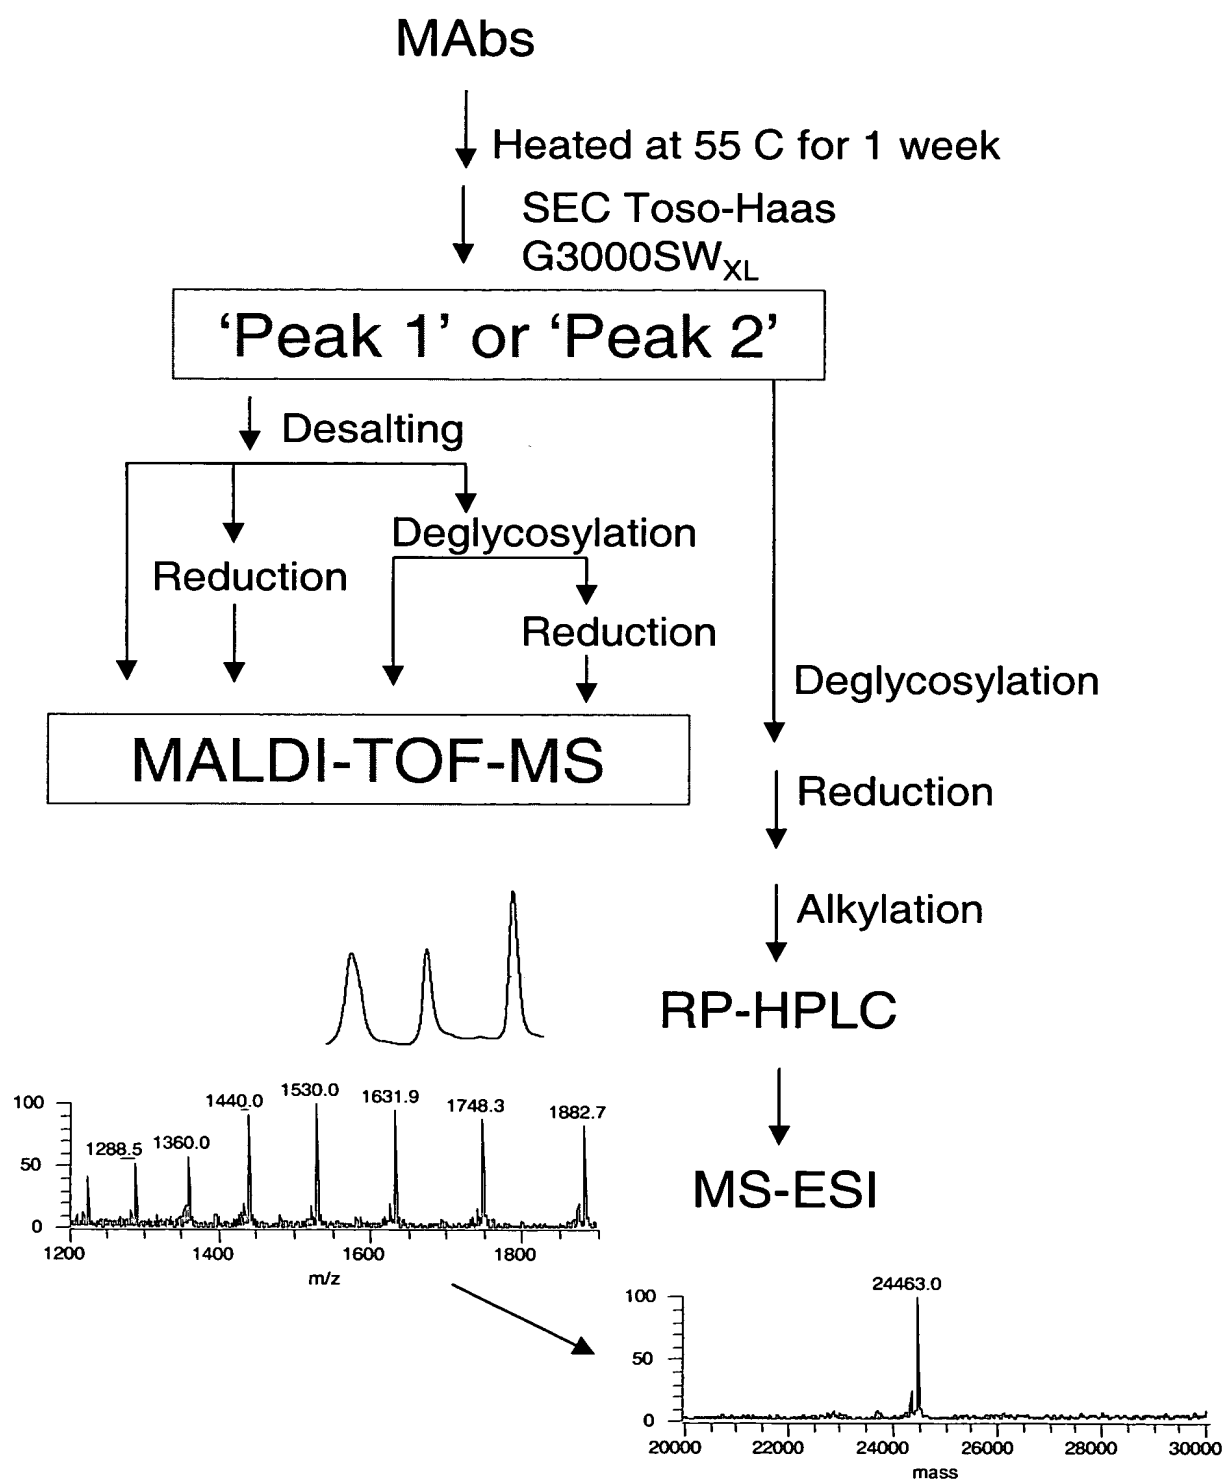 MAbs
Heated at 55 C for 1 week
SEC Toso-Haas
G3000SWXL
‘Peak 1’ or ‘Peak 2’
Desalting
Deglycosylation
Reduction
Reduction
Deglycosylation
MALDI-TOF-MS
Reduction
Alkylation
RP-HPLC
MS-ESI
100
50
0
1288.5
1360.0
1440.0
1530.0
1631.9
1748.3
1882.7
1200
1400
1600
1800
m/z
24463.0
100
50
0
20000
22000
24000
26000
28000
30000
mass